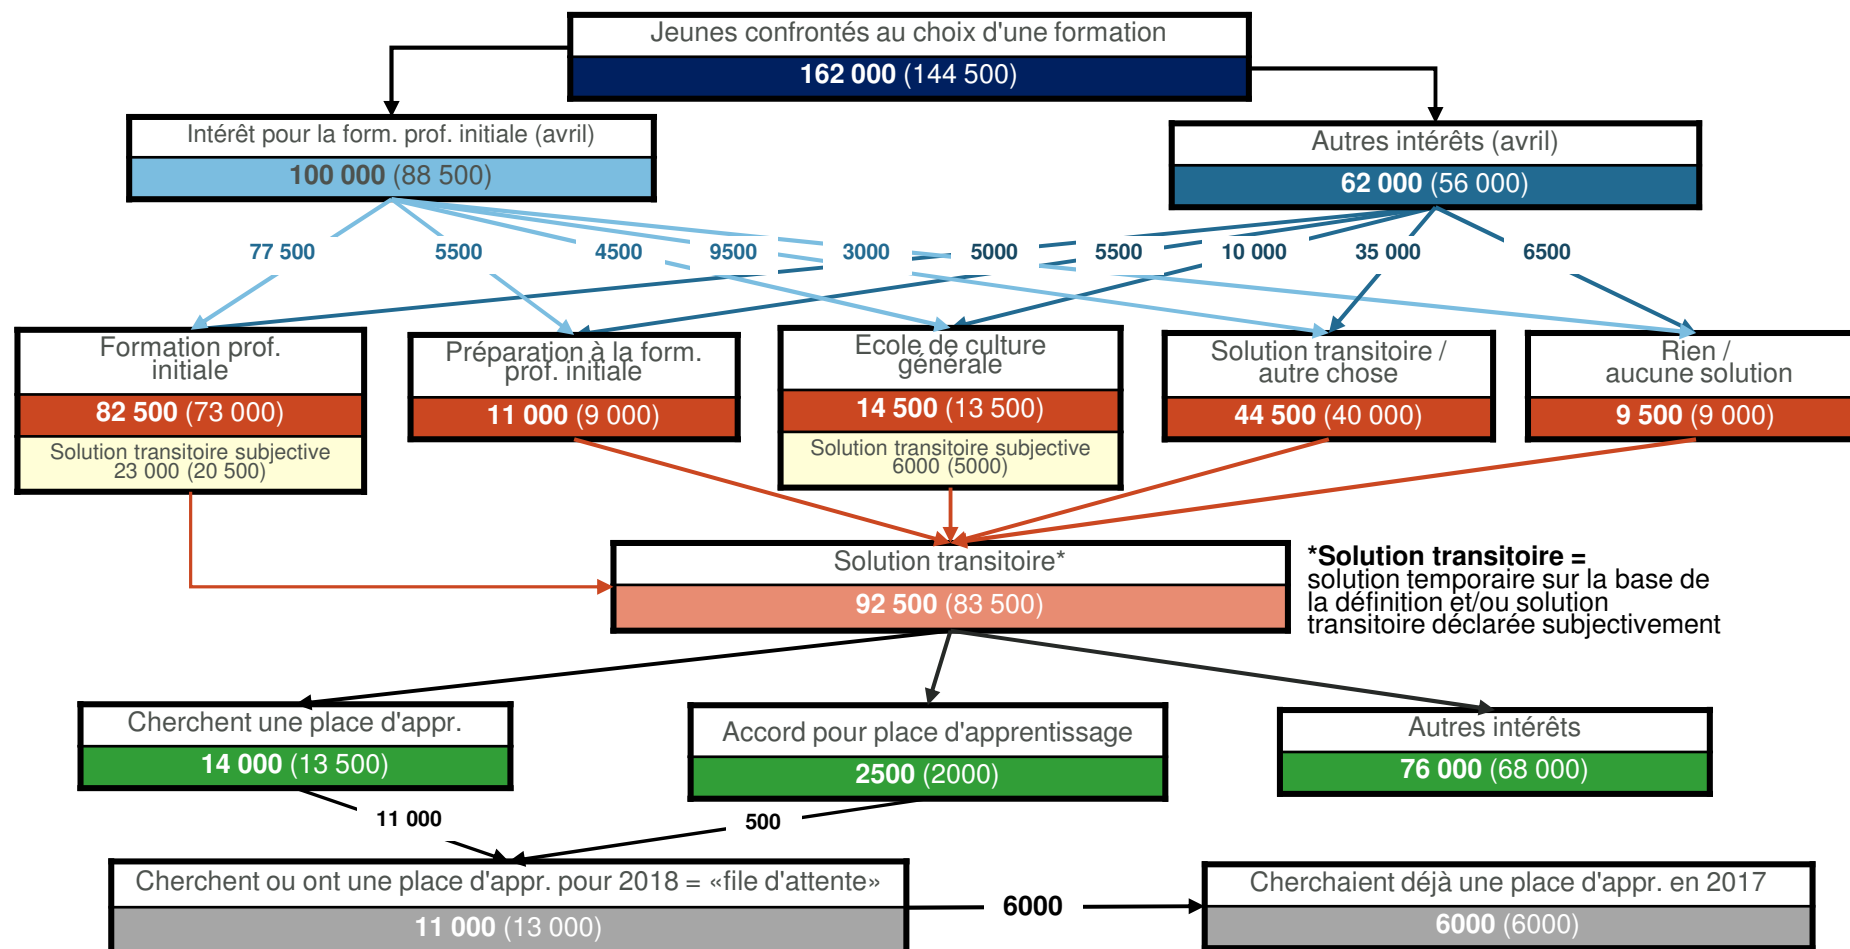 Jeunes confrontés au choix d'une formation
162 000 (144 500)
Intérêt pour la form. prof. initiale (avril)
100 000 (88 500)
Autres intérêts (avril)
62 000 (56 000)
77 500
5500
4500
9500
3000
5000
5500
10 000
35 000
6500
Formation prof.
initiale
82 500 (73 000)
Solution transitoire subjective
23 000 (20 500)
Préparation à la form.
prof. initiale
11 000 (9 000)
Ecole de culture
générale
14 500 (13 500)
Solution transitoire subjective
6000 (5000)
Solution transitoire /
autre chose
44 500 (40 000)
Rien /
aucune solution
9 500 (9 000)
Solution transitoire*
92 500 (83 500)
*Solution transitoire =
solution temporaire sur la base de
la définition et/ou solution
transitoire déclarée subjectivement
Cherchent une place d'appr.
14 000 (13 500)
Accord pour place d'apprentissage
2500 (2000)
Autres intérêts
76 000 (68 000)
11 000
500
Cherchent ou ont une place d'appr. pour 2018 = «file d'attente»
11 000 (13 000)
6000
Cherchaient déjà une place d'appr. en 2017
6000 (6000)